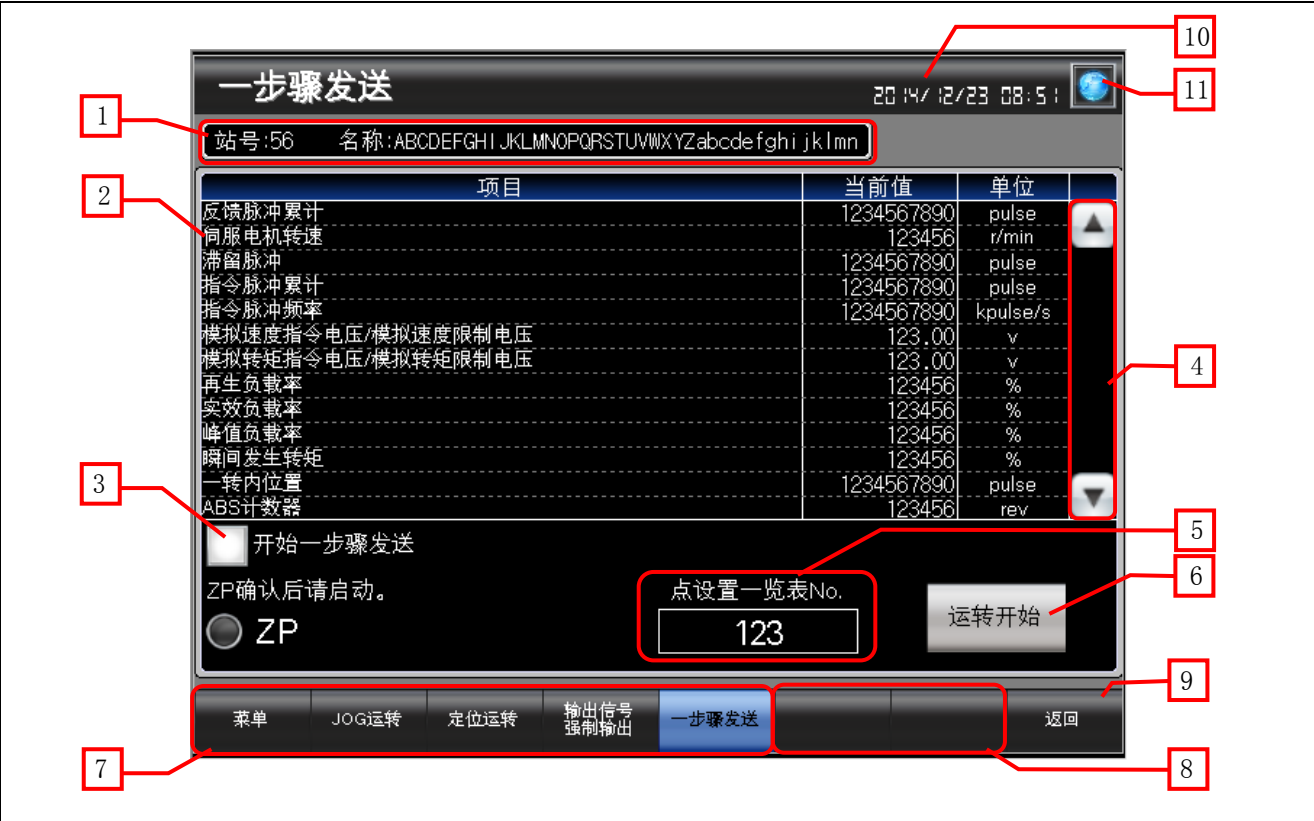 10
一步骤发送
2014/12/23 08:51
11
1
站号:56 名称:ABCDEFGHIJKLMNOPQRSTUVWXYZabcdefghijklmn
2
项目 当前值 单位
反馈脉冲累计 1234567890 pulse
伺服电机转速 123456 r/min
滞留脉冲 1234567890 pulse
指令脉冲累计 1234567890 pulse
指令脉冲频率 1234567890 kpulse/s
模拟速度指令电压/模拟速度限制电压 123.00 v
模拟转矩指令电压/模拟转矩限制电压 123.00 v
4
再生负载率 123456 %
实效负载率 123456 %
峰值负载率 123456 %
瞬间发生转矩 123456 %
3
一转内位置 1234567890 pulse
ABS计数器 123456 rev
5
开始一步骤发送
6
ZP确认后请启动。
点设置一览表No.
运转开始
ZP
123
9
菜单 JOG运转 定位运转 输出信号
强制输出 一步骤发送 返回
7
8